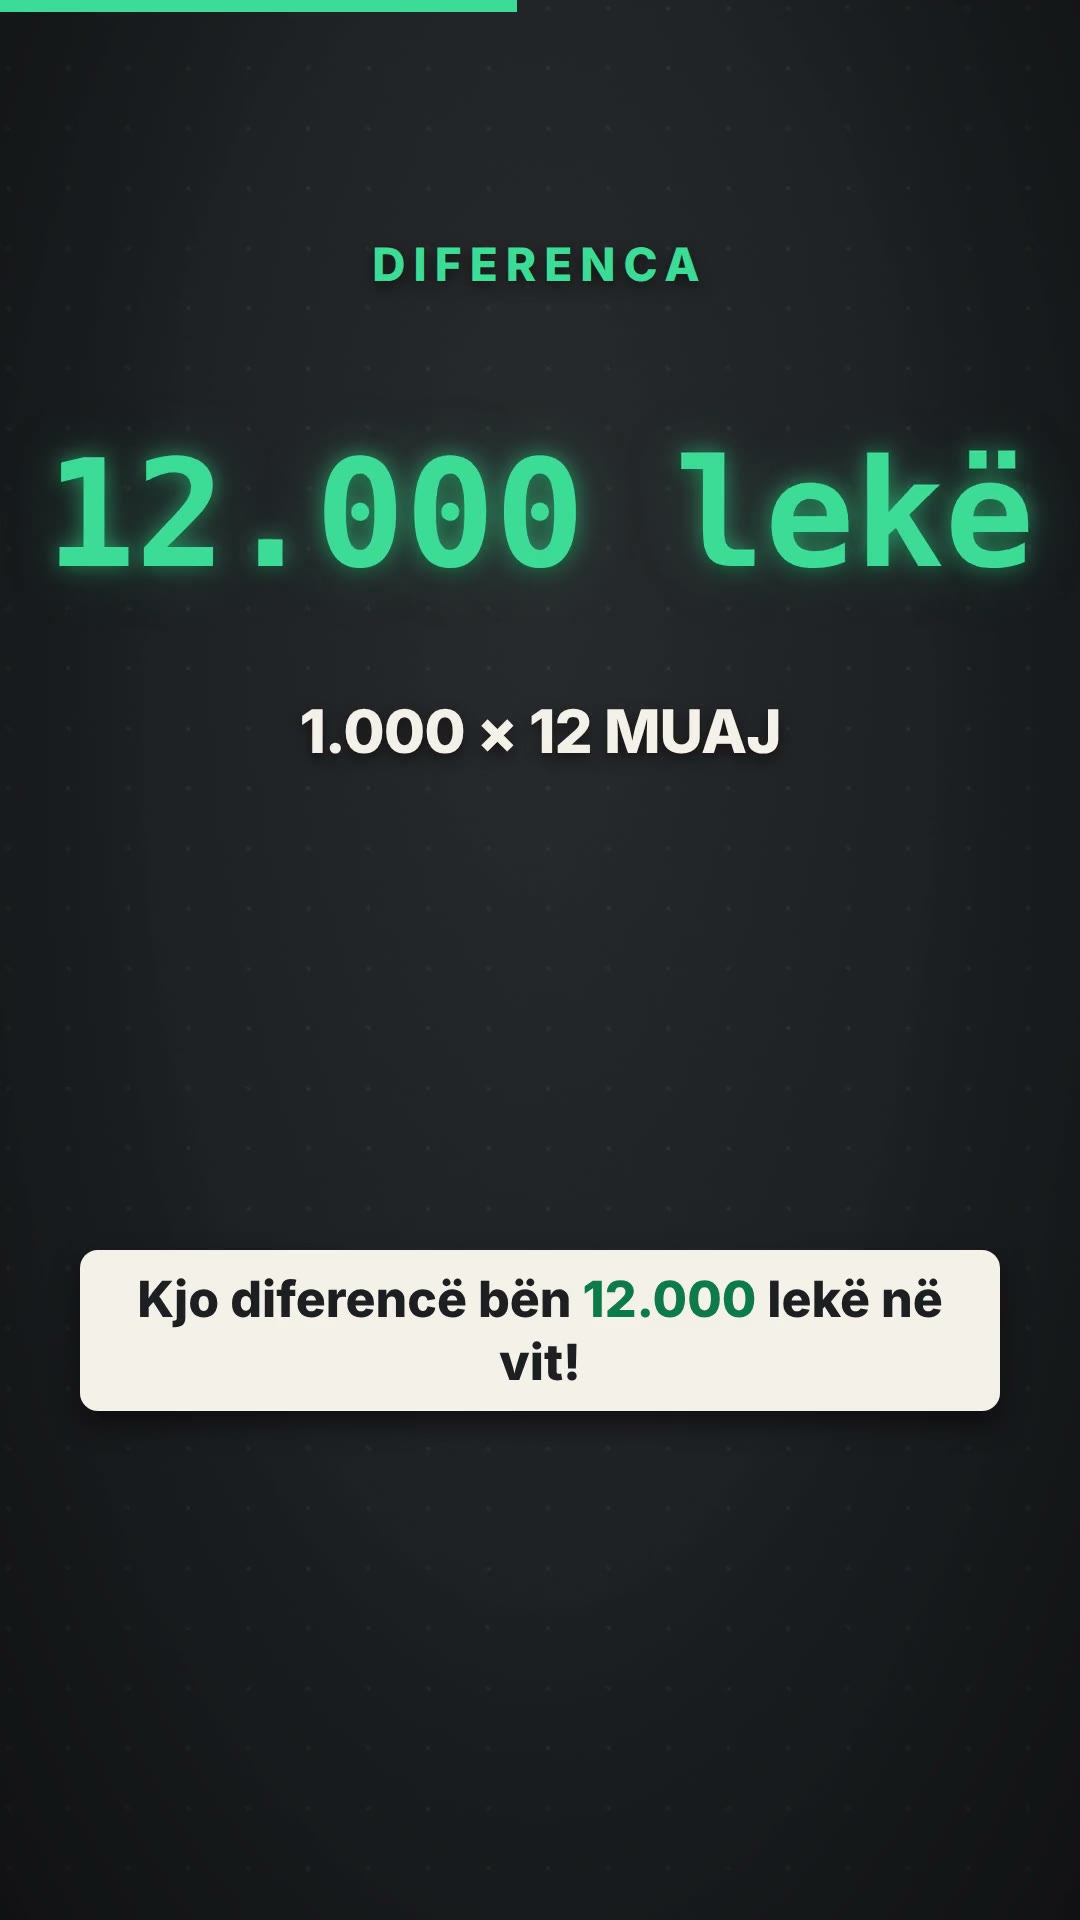 DIFERENCA
12.000 lekë
1.000 × 12 MUAJ
Kjo diferencë bën 12.000 lekë në
vit!